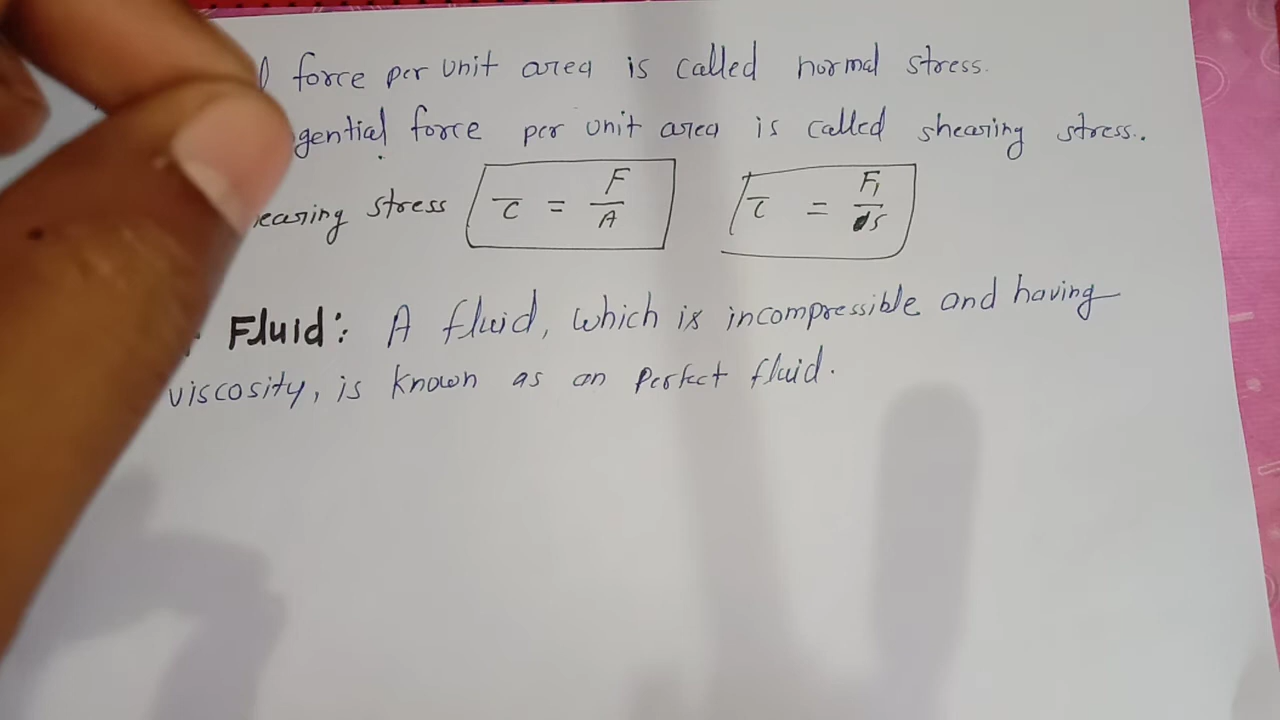 force per unit area is called normal stress.
gential force per unit area is called shearing stress..
earing stress τ = F/A τ = F₁/ds
Fluid: A fluid, which is incompressible and having
viscosity, is known as an perfect fluid.